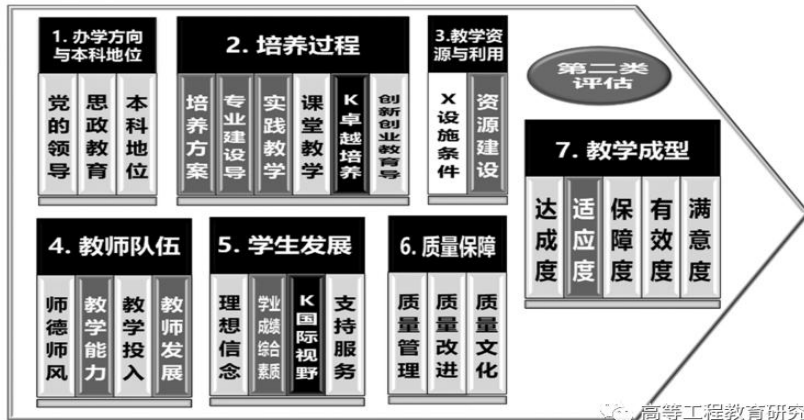 1. 办学方向
与本科地位
党的领导
思政教育
本科地位
2. 培养过程
培养方案
专业建设导
实践教学
课堂教学
K卓越培养
创新创业教育导
3.教学资
源与利用
X设施条件
资源建设
第二类
评估
4. 教师队伍
师德师风
教学能力
教学投入
教师发展
5. 学生发展
理想信念
学业
成绩
综合
素质
K国际视野
支持服务
6. 质量保障
质量管理
质量改进
质量文化
7. 教学成型
达成度
适应度
保障度
有效度
满意度
高等工程教育研究